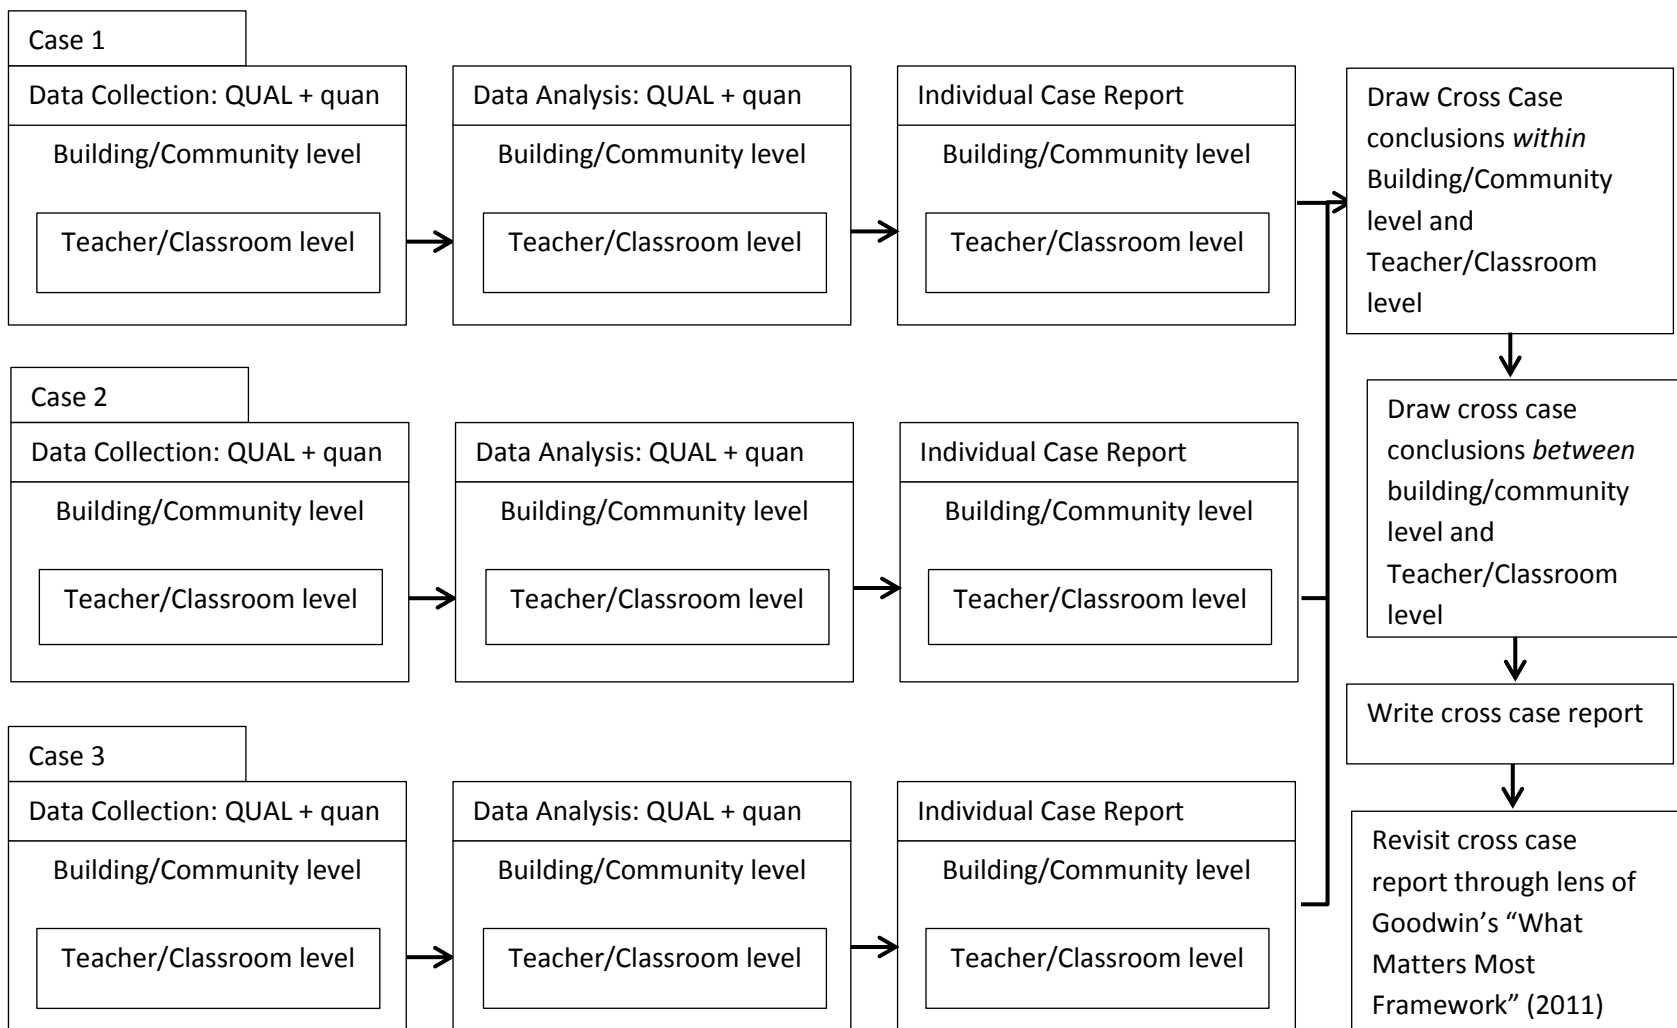 Case 1
Data Collection: QUAL + quan
Building/Community level
Teacher/Classroom level
Data Analysis: QUAL + quan
Building/Community level
Teacher/Classroom level
Individual Case Report
Building/Community level
Teacher/Classroom level
Case 2
Data Collection: QUAL + quan
Building/Community level
Teacher/Classroom level
Data Analysis: QUAL + quan
Building/Community level
Teacher/Classroom level
Individual Case Report
Building/Community level
Teacher/Classroom level
Case 3
Data Collection: QUAL + quan
Building/Community level
Teacher/Classroom level
Data Analysis: QUAL + quan
Building/Community level
Teacher/Classroom level
Individual Case Report
Building/Community level
Teacher/Classroom level
Draw Cross Case
conclusions within
Building/Community
level and
Teacher/Classroom
level
Draw cross case
conclusions between
building/community
level and
Teacher/Classroom
level
Write cross case report
Revisit cross case
report through lens of
Goodwin’s “What
Matters Most
Framework” (2011)